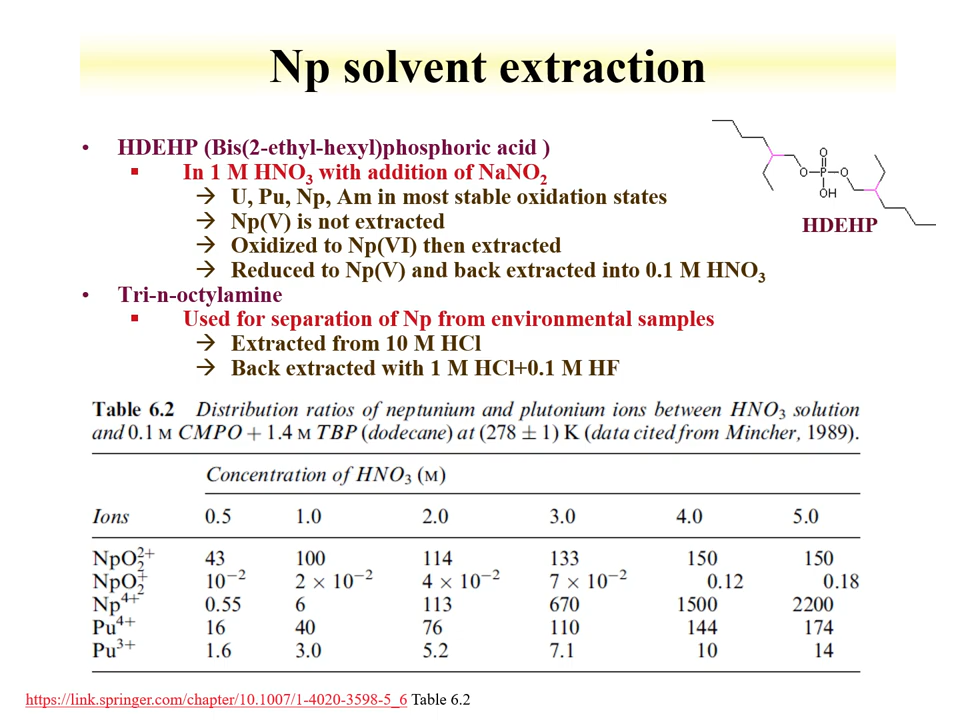 Np solvent extraction
• HDEHP (Bis(2-ethyl-hexyl)phosphoric acid )
▪ In 1 M HNO₃ with addition of NaNO₂
→ U, Pu, Np, Am in most stable oxidation states
→ Np(V) is not extracted
→ Oxidized to Np(VI) then extracted
→ Reduced to Np(V) and back extracted into 0.1 M HNO₃
• Tri-n-octylamine
▪ Used for separation of Np from environmental samples
→ Extracted from 10 M HCl
→ Back extracted with 1 M HCl+0.1 M HF
O
O P O
OH
HDEHP
Table 6.2 Distribution ratios of neptunium and plutonium ions between HNO₃ solution
and 0.1 M CMPO + 1.4 M TBP (dodecane) at (278 ± 1) K (data cited from Mincher, 1989).
Concentration of HNO₃ (M)
Ions 0.5 1.0 2.0 3.0 4.0 5.0
NpO₂²⁺ 43 100 114 133 150 150
NpO₂⁺ 10⁻² 2 × 10⁻² 4 × 10⁻² 7 × 10⁻² 0.12 0.18
Np⁴⁺ 0.55 6 113 670 1500 2200
Pu⁴⁺ 16 40 76 110 144 174
Pu³⁺ 1.6 3.0 5.2 7.1 10 14
https://link.springer.com/chapter/10.1007/1-4020-3598-5_6 Table 6.2